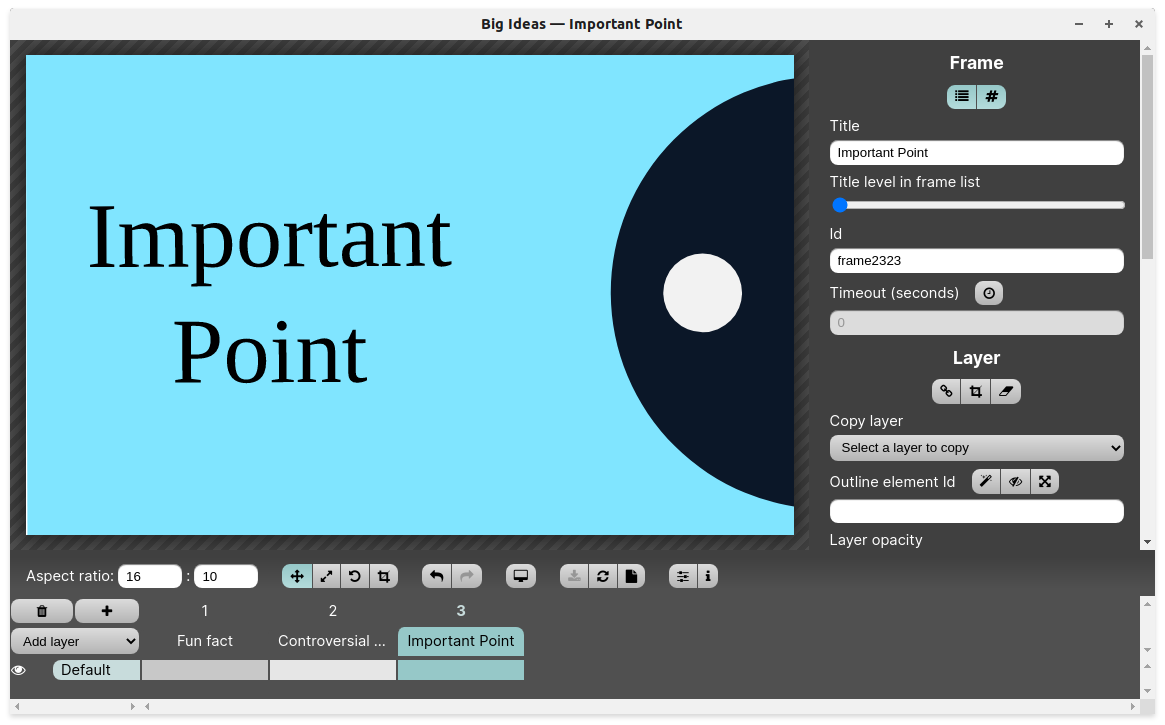 Big Ideas — Important Point
Important
Point
Frame
Title
Important Point
Title level in frame list
Id
frame2323
Timeout (seconds)
0
Layer
Copy layer
Select a layer to copy
Outline element Id
Layer opacity
Aspect ratio: 16 : 10
1 2 3
Add layer Fun fact Controversial ... Important Point
Default